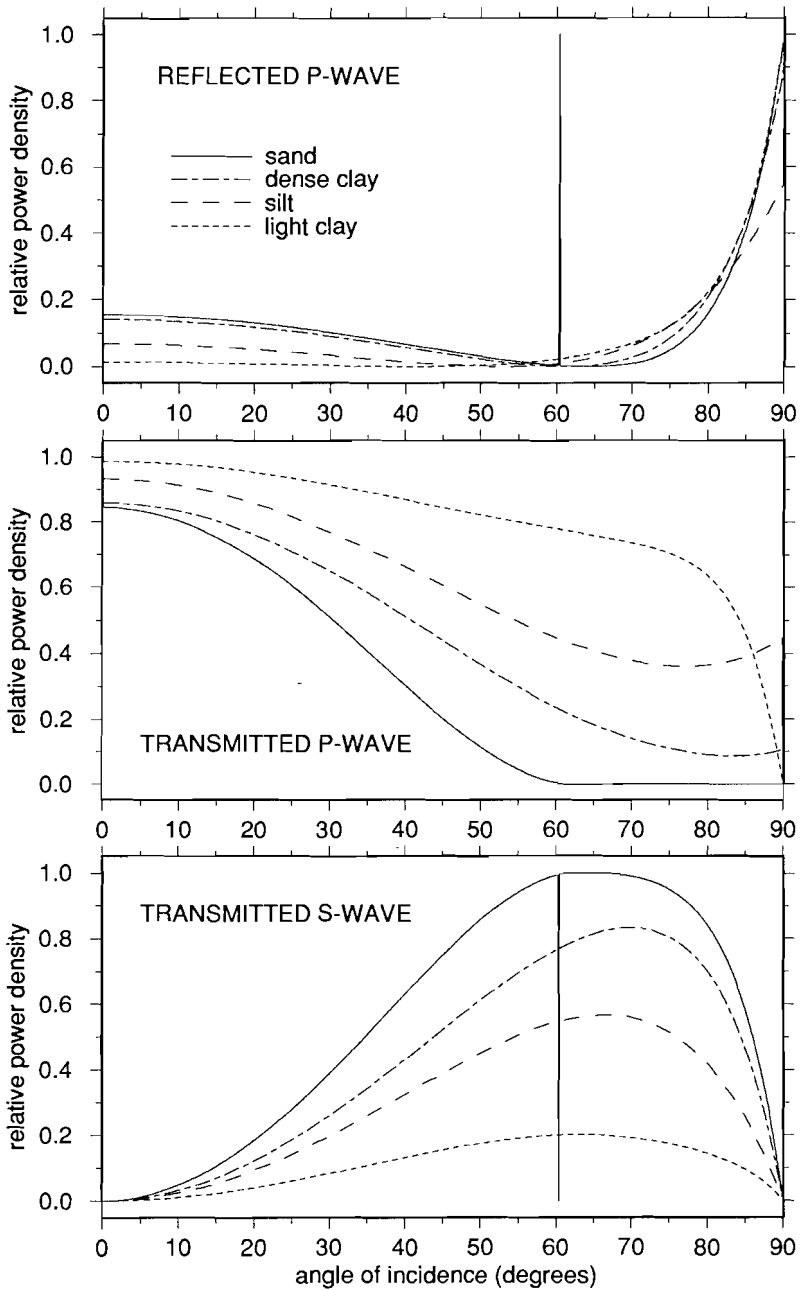 1.0
REFLECTED P-WAVE
0.8
sand
dense clay
silt
light clay
0.6
0.4
0.2
0.0
relative power density
0 10 20 30 40 50 60 70 80 90
1.0
0.8
0.6
0.4
0.2
TRANSMITTED P-WAVE
0.0
relative power density
0 10 20 30 40 50 60 70 80 90
1.0
TRANSMITTED S-WAVE
0.8
0.6
0.4
0.2
0.0
relative power density
0 10 20 30 40 50 60 70 80 90
angle of incidence (degrees)